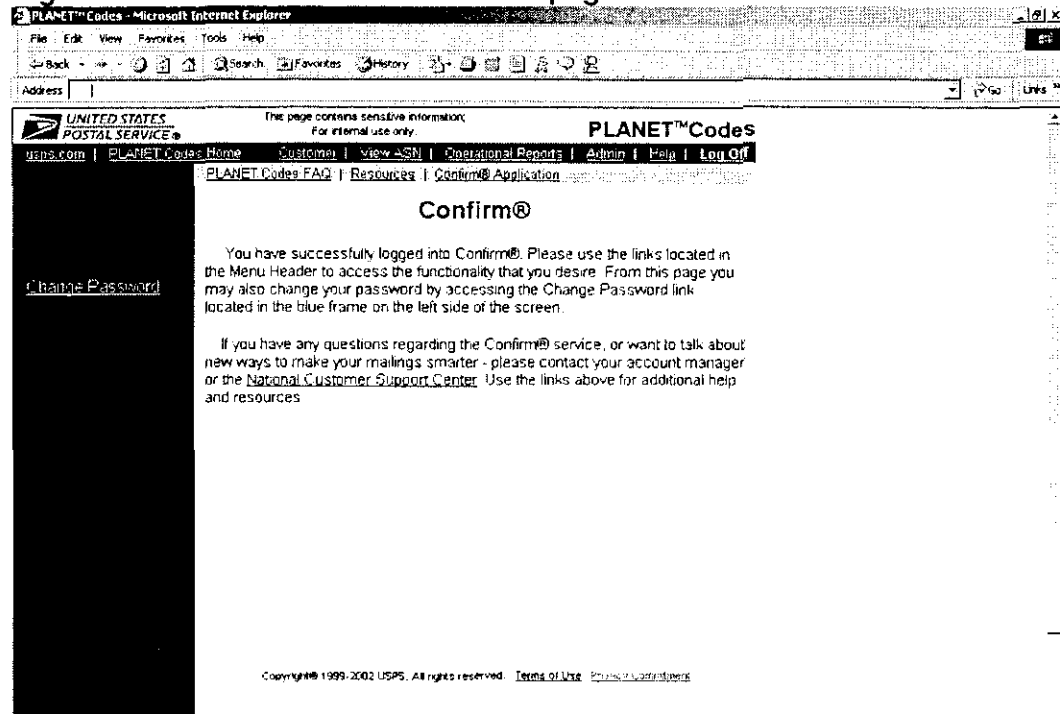 PLANET™ Codes - Microsoft Internet Explorer
File Edit View Favorites Tools Help
Back Search Favorites History
Address Go Links »
UNITED STATES POSTAL SERVICE®
This page contains sensitive information;
For internal use only.
PLANET™Codes
usps.com | PLANET Codes Home Customer | View ASN | Operational Reports | Admin | Help | Log Off
PLANET Codes FAQ | Resources | Confirm® Application
Confirm®
You have successfully logged into Confirm®. Please use the links located in
the Menu Header to access the functionality that you desire. From this page you
may also change your password by accessing the Change Password link
located in the blue frame on the left side of the screen.
Change Password
If you have any questions regarding the Confirm® service, or want to talk about
new ways to make your mailings smarter - please contact your account manager
or the National Customer Support Center. Use the links above for additional help
and resources
Copyright© 1999-2002 USPS. All rights reserved. Terms of Use Privacy Commitment